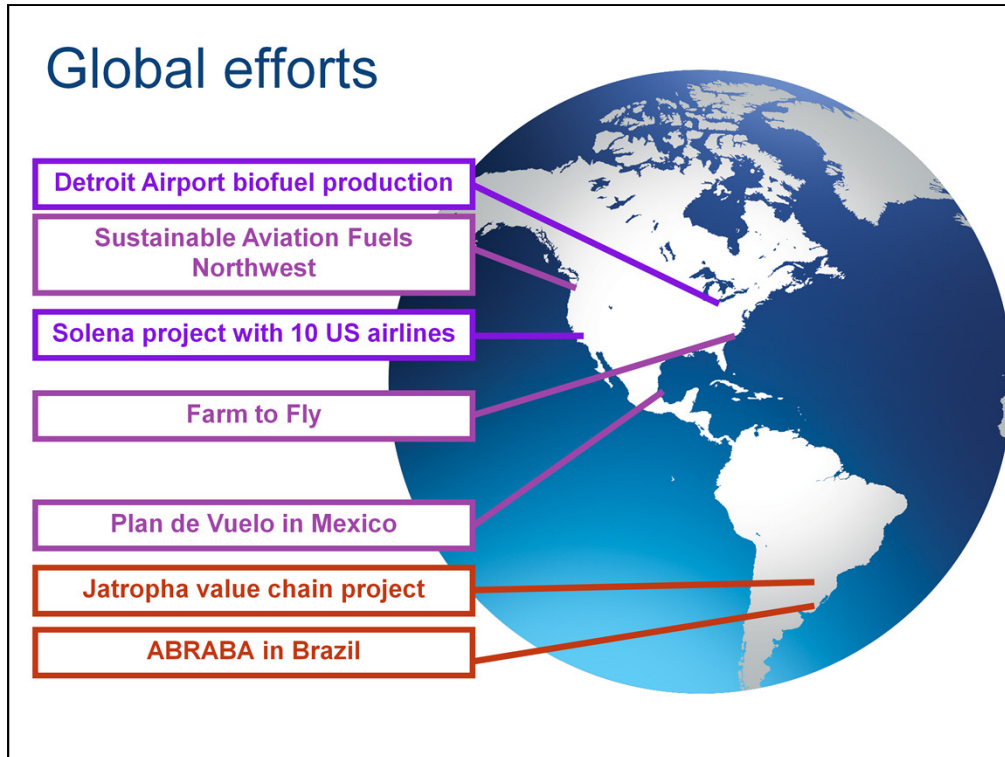 Global efforts
Detroit Airport biofuel production
Sustainable Aviation Fuels
Northwest
Solena project with 10 US airlines
Farm to Fly
Plan de Vuelo in Mexico
Jatropha value chain project
ABRABA in Brazil